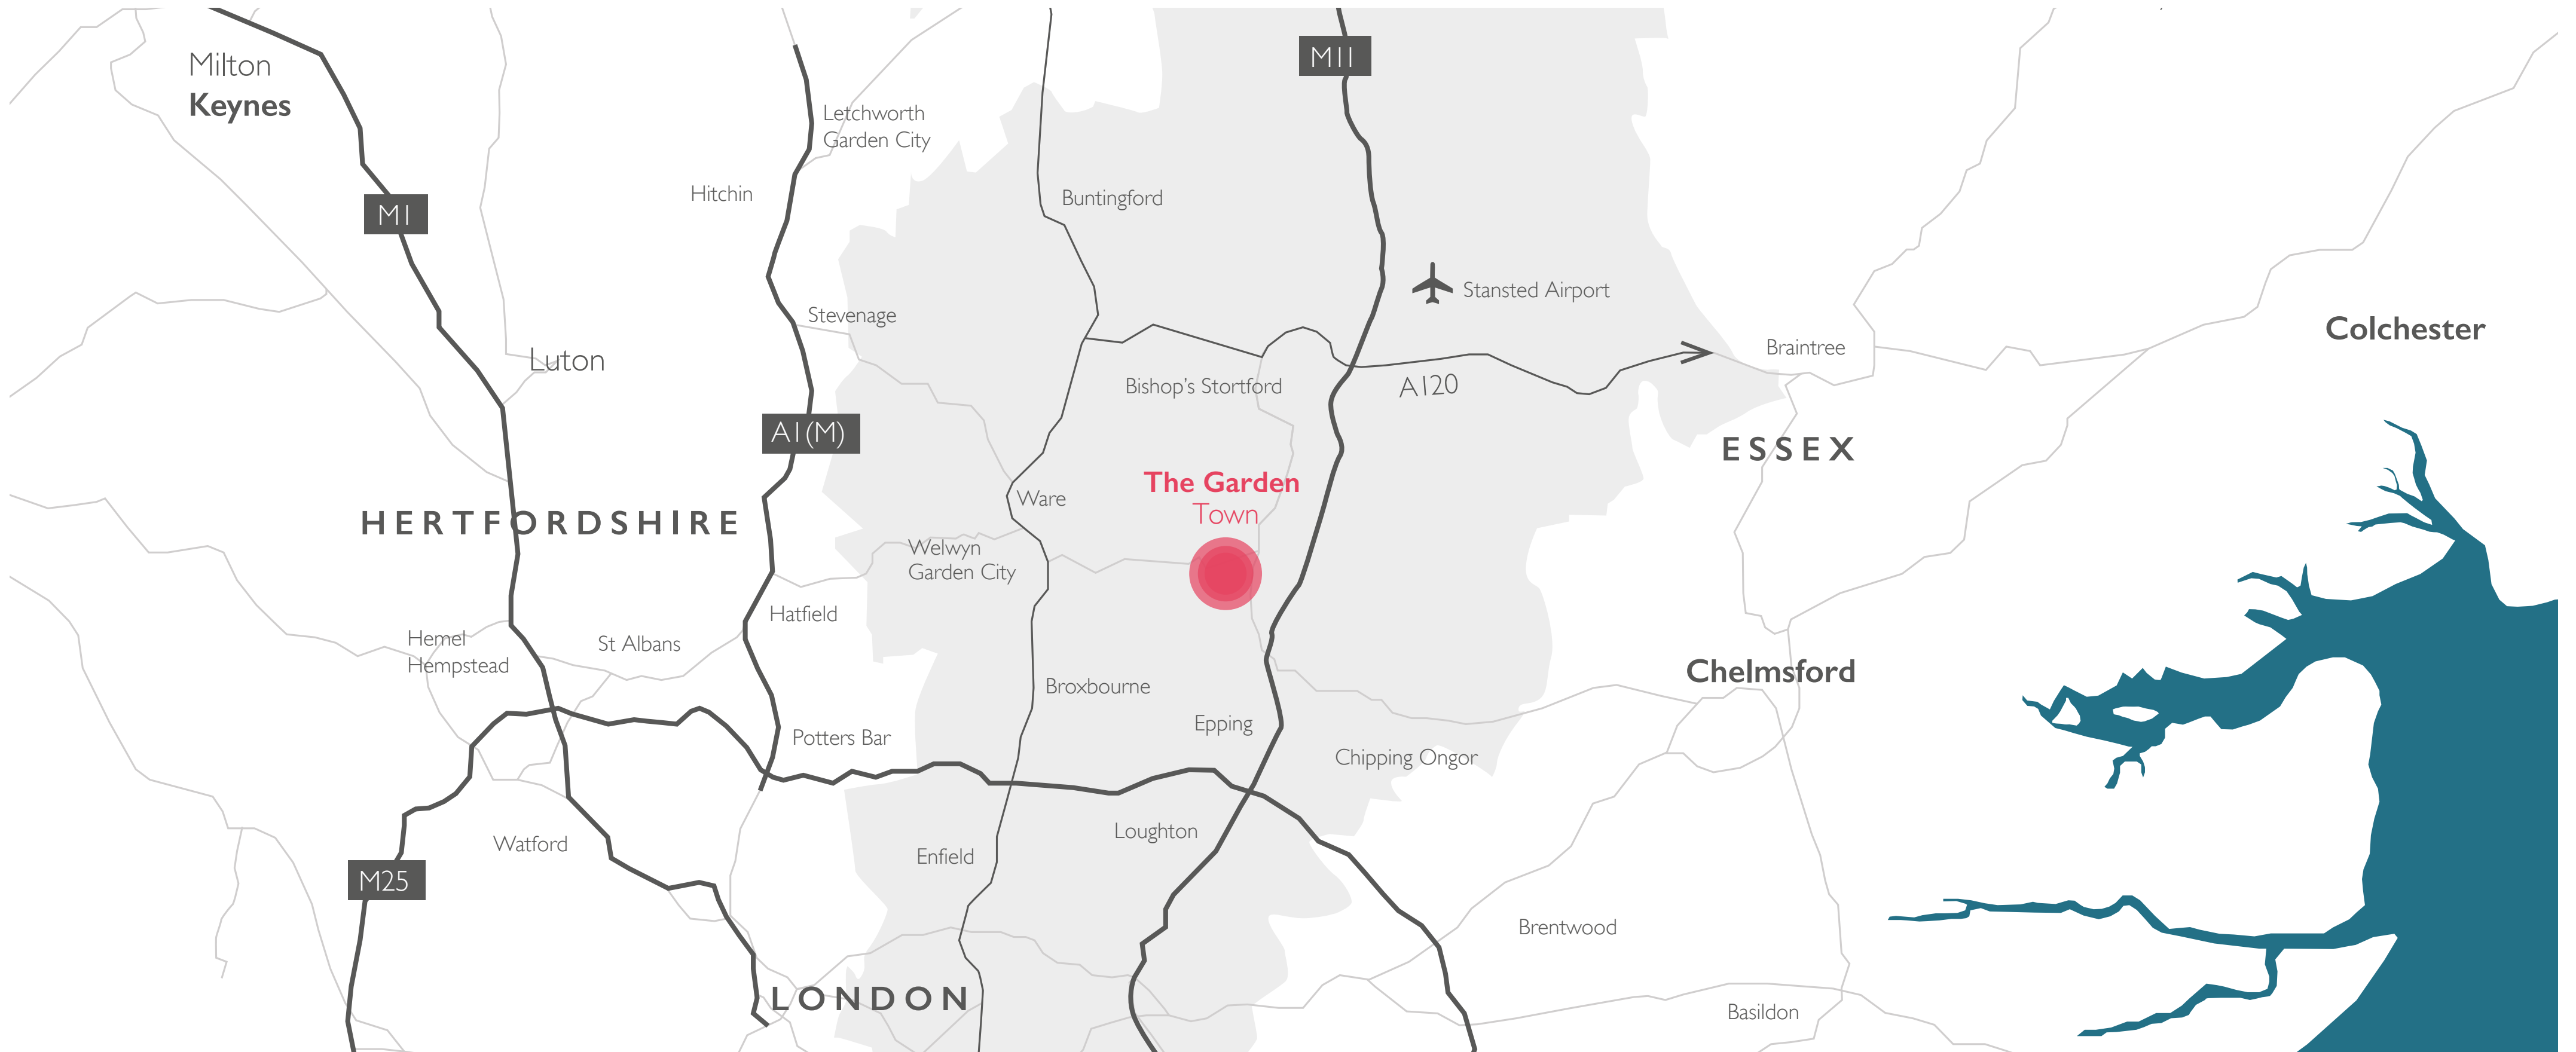 Milton
Keynes
M11
Letchworth
Garden City
Hitchin
Buntingford
M1
Stansted Airport
Stevenage
Colchester
Braintree
Luton
Bishop's Stortford
A120
A1(M)
ESSEX
The Garden
Town
Ware
HERTFORDSHIRE
Welwyn
Garden City
Hatfield
Hemel
Hempstead
St Albans
Chelmsford
Broxbourne
Epping
Potters Bar
Chipping Ongor
Loughton
Watford
Enfield
M25
Brentwood
LONDON
Basildon